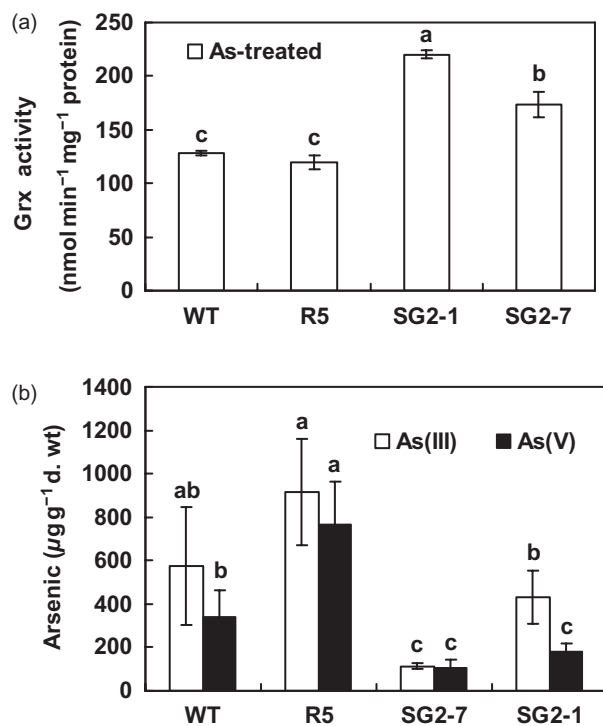 (a)
As-treated
Grx activity
(nmol min⁻¹ mg⁻¹ protein)
250
200
150
100
50
0
c
c
a
b
WT R5 SG2-1 SG2-7
(b)
Arsenic (µg g⁻¹ d. wt)
1400
1200
1000
800
600
400
200
0
As(III) As(V)
ab
b
a
a
c c
b
c
WT R5 SG2-7 SG2-1